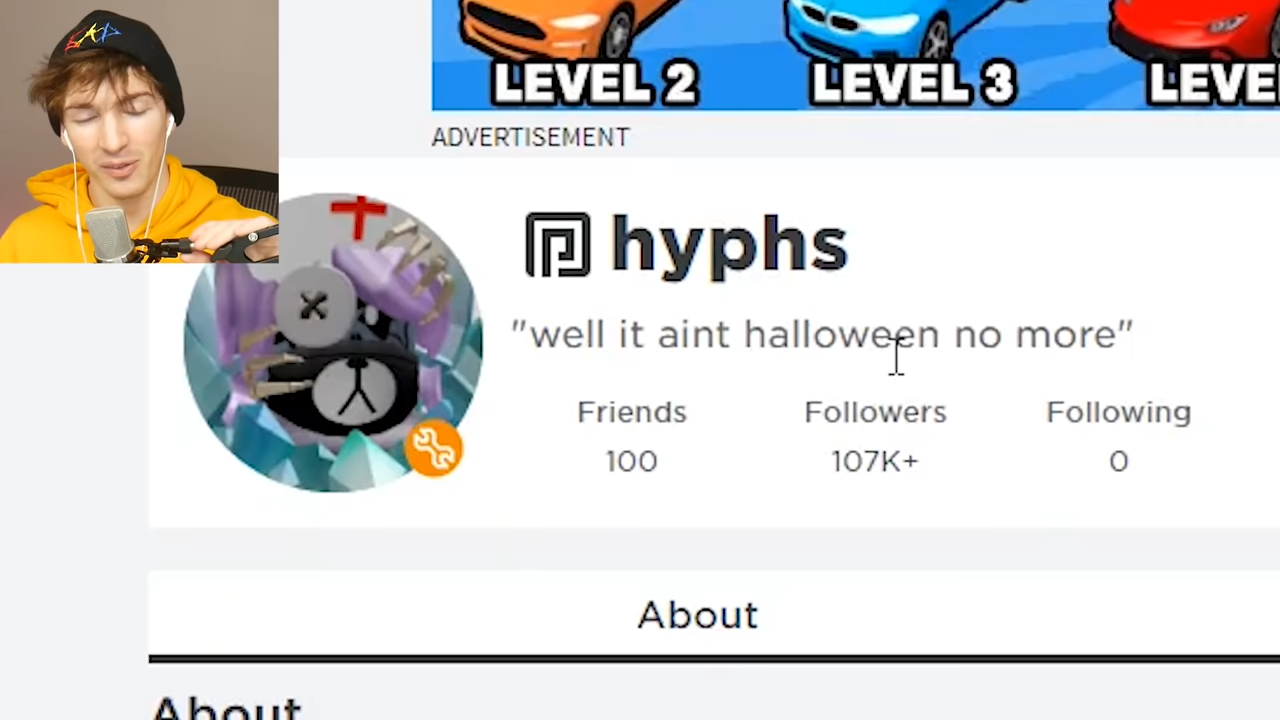 LEVEL 2
LEVEL 3
LEVE
ADVERTISEMENT
hyphs
"well it aint halloween no more"
Friends
Followers
Following
100
107K+
0
About
About